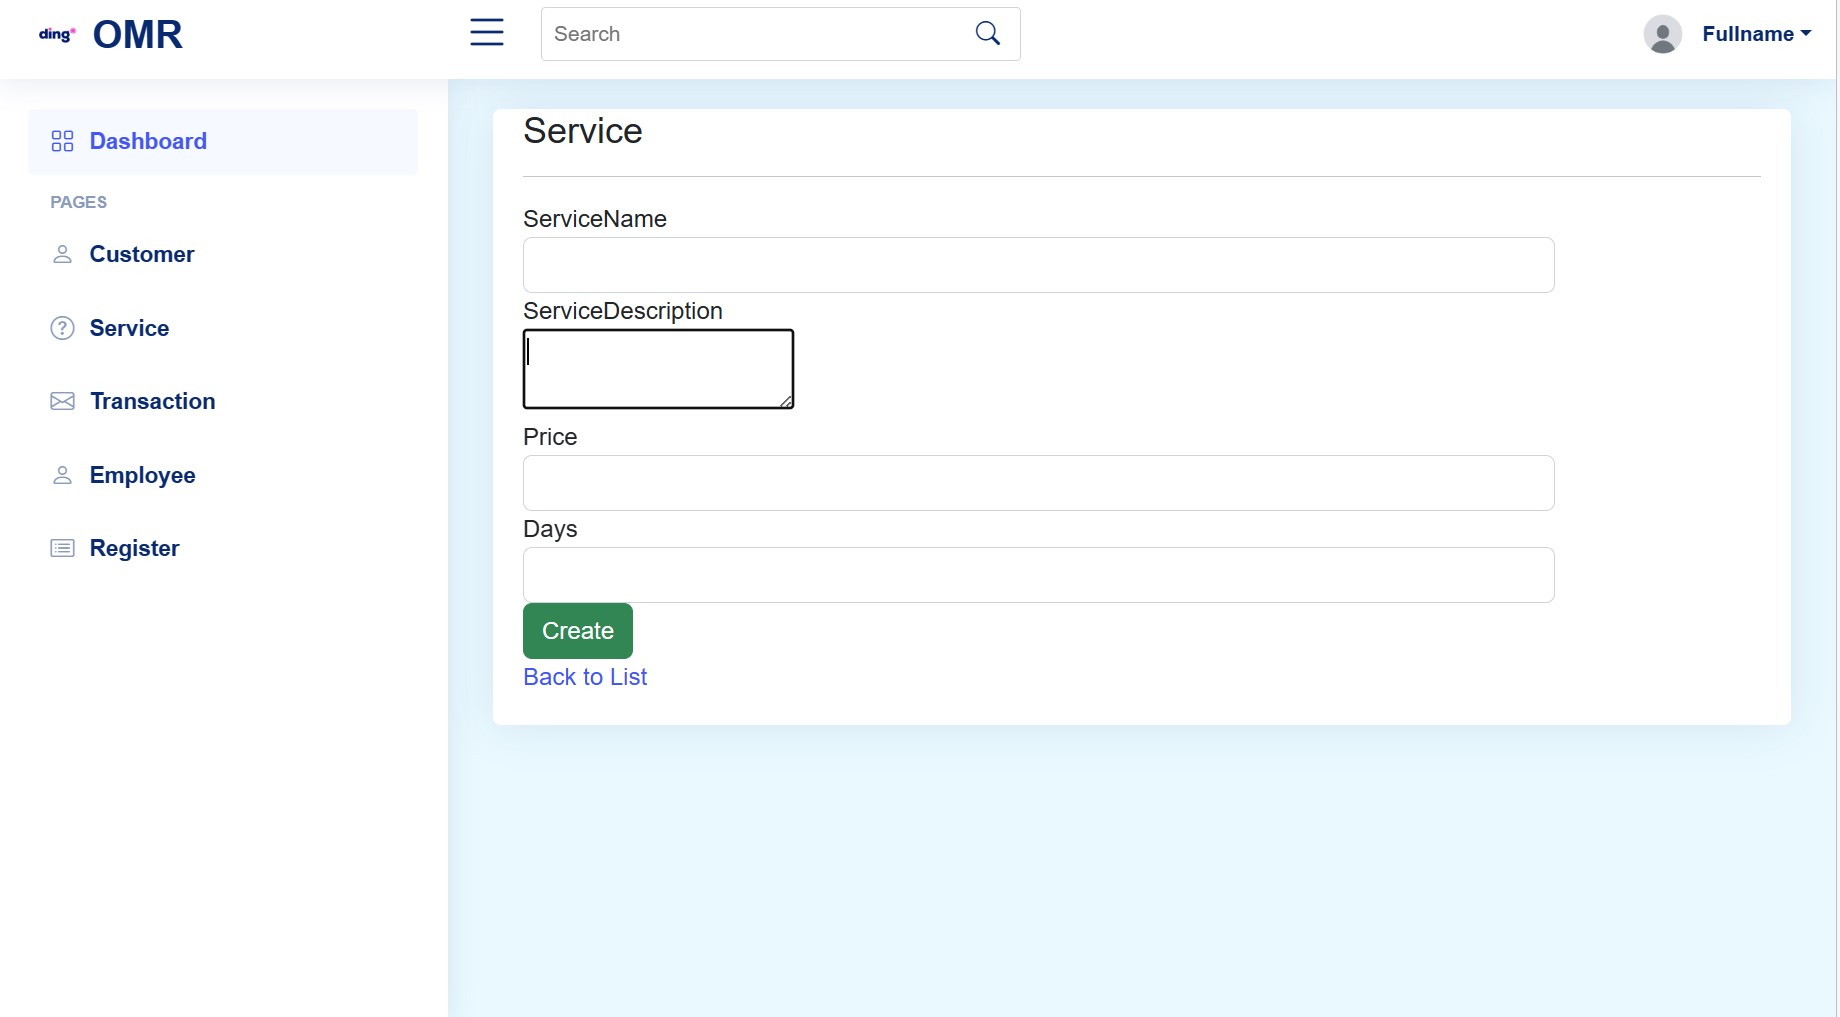 ding OMR
Search
Fullname
Dashboard
PAGES
Customer
Service
Transaction
Employee
Register
Service
ServiceName
ServiceDescription
Price
Days
Create
Back to List